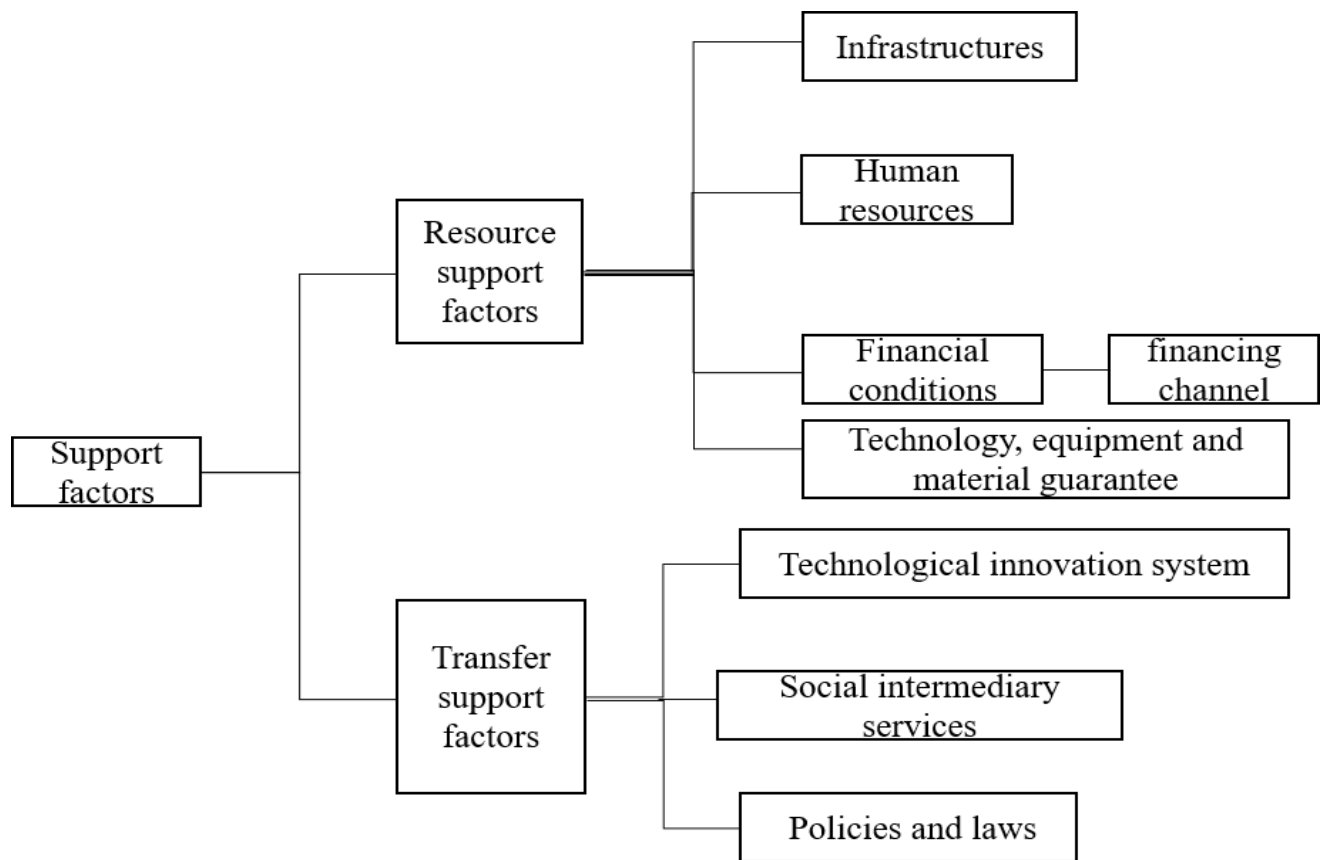 Infrastructures
Human
resources
Resource
support
factors
Financial
conditions
financing
channel
Technology, equipment and
material guarantee
Support
factors
Technological innovation system
Transfer
support
factors
Social intermediary
services
Policies and laws